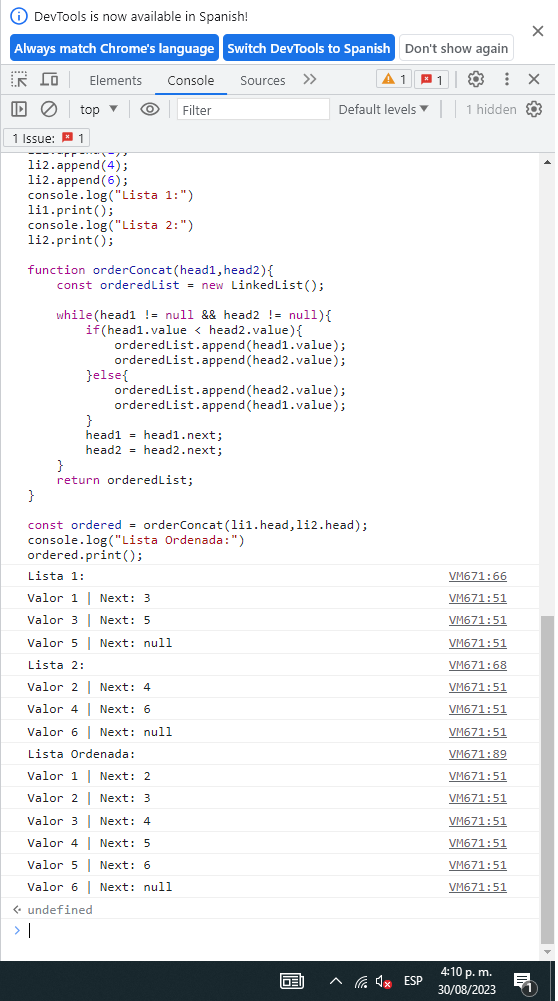 DevTools is now available in Spanish!
Always match Chrome's language Switch DevTools to Spanish Don't show again
Elements Console Sources 1 1
top Filter Default levels 1 hidden
1 Issue: 1
li2.append(4);
li2.append(6);
console.log("Lista 1:")
li1.print();
console.log("Lista 2:")
li2.print();
function orderConcat(head1,head2){
const orderedList = new LinkedList();
while(head1 != null && head2 != null){
if(head1.value < head2.value){
orderedList.append(head1.value);
orderedList.append(head2.value);
}else{
orderedList.append(head2.value);
orderedList.append(head1.value);
}
head1 = head1.next;
head2 = head2.next;
}
return orderedList;
}
const ordered = orderConcat(li1.head,li2.head);
console.log("Lista Ordenada:")
ordered.print();
Lista 1: VM671:66
Valor 1 | Next: 3 VM671:51
Valor 3 | Next: 5 VM671:51
Valor 5 | Next: null VM671:51
Lista 2: VM671:68
Valor 2 | Next: 4 VM671:51
Valor 4 | Next: 6 VM671:51
Valor 6 | Next: null VM671:51
Lista Ordenada: VM671:89
Valor 1 | Next: 2 VM671:51
Valor 2 | Next: 3 VM671:51
Valor 3 | Next: 4 VM671:51
Valor 4 | Next: 5 VM671:51
Valor 5 | Next: 6 VM671:51
Valor 6 | Next: null VM671:51
undefined
ESP 4:10 p. m.
30/08/2023 1